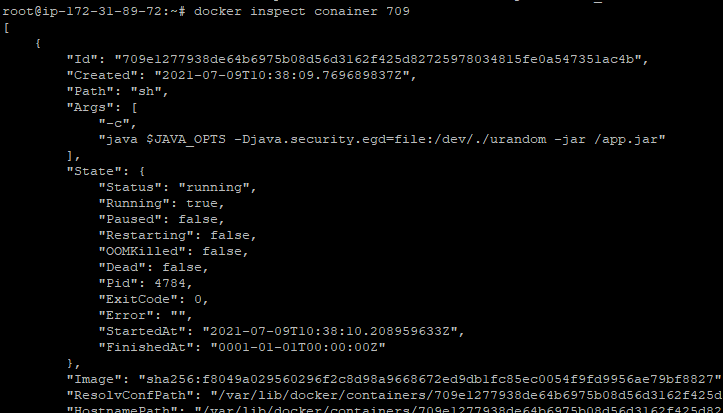 root@ip-172-31-89-72:~# docker inspect conainer 709
[
    {
        "Id": "709e1277938de64b6975b08d56d3162f425d82725978034815fe0a547351ac4b",
        "Created": "2021-07-09T10:38:09.769689837Z",
        "Path": "sh",
        "Args": [
            "-c",
            "java $JAVA_OPTS -Djava.security.egd=file:/dev/./urandom -jar /app.jar"
        ],
        "State": {
            "Status": "running",
            "Running": true,
            "Paused": false,
            "Restarting": false,
            "OOMKilled": false,
            "Dead": false,
            "Pid": 4784,
            "ExitCode": 0,
            "Error": "",
            "StartedAt": "2021-07-09T10:38:10.208959633Z",
            "FinishedAt": "0001-01-01T00:00:00Z"
        },
        "Image": "sha256:f8049a029560296f2c8d98a9668672ed9db1fc85ec0054f9fd9956ae79bf8827"
        "ResolvConfPath": "/var/lib/docker/containers/709e1277938de64b6975b08d56d3162f425d
        "HostnamePath": "/var/lib/docker/containers/709e1277938de64b6975b08d56d3162f425d82